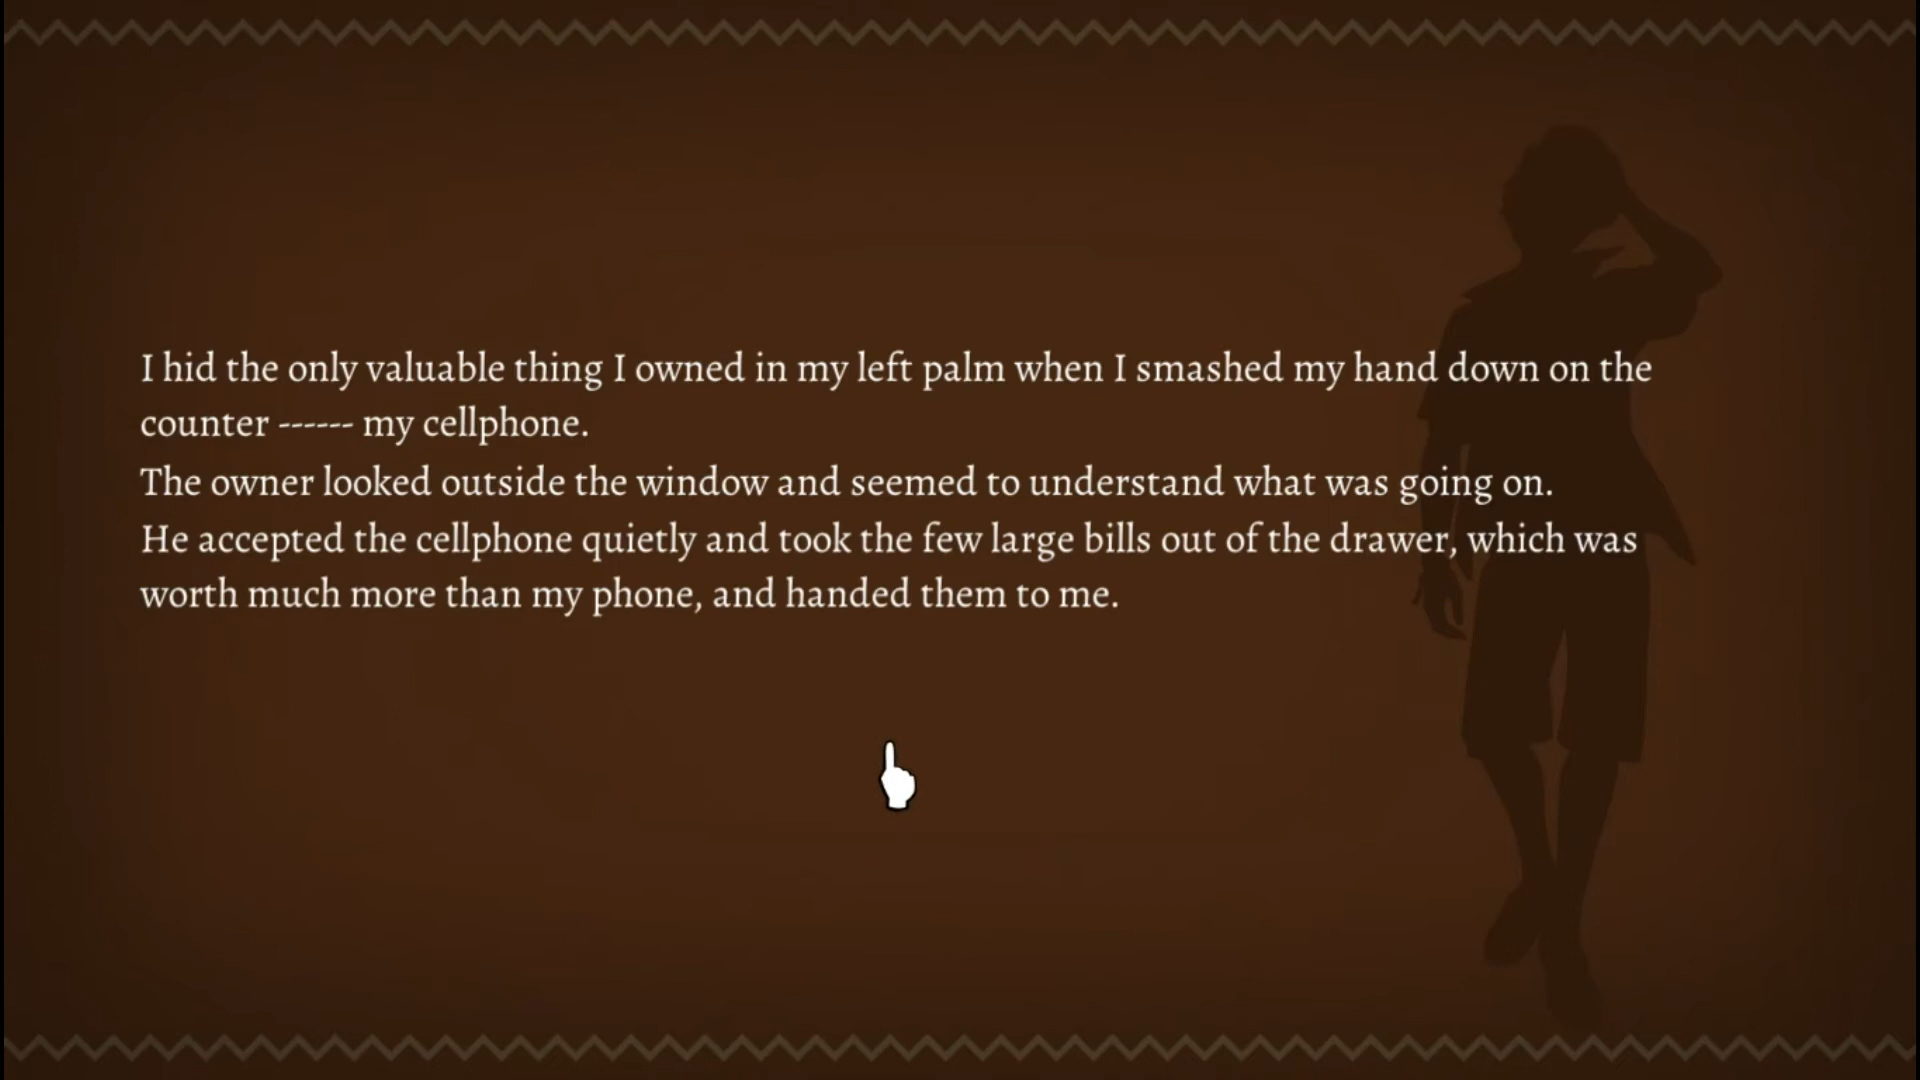 I hid the only valuable thing I owned in my left palm when I smashed my hand down on the
counter ------ my cellphone.
The owner looked outside the window and seemed to understand what was going on.
He accepted the cellphone quietly and took the few large bills out of the drawer, which was
worth much more than my phone, and handed them to me.